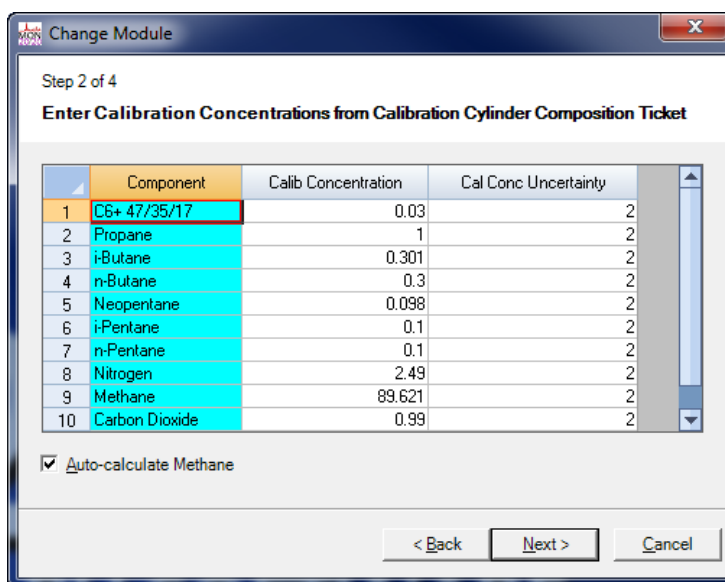 MON
Change Module
X
Step 2 of 4
Enter Calibration Concentrations from Calibration Cylinder Composition Ticket
Component Calib Concentration Cal Conc Uncertainty
1 C6+ 47/35/17 0.03 2
2 Propane 1 2
3 i-Butane 0.301 2
4 n-Butane 0.3 2
5 Neopentane 0.098 2
6 i-Pentane 0.1 2
7 n-Pentane 0.1 2
8 Nitrogen 2.49 2
9 Methane 89.621 2
10 Carbon Dioxide 0.99 2
Auto-calculate Methane
< Back Next > Cancel